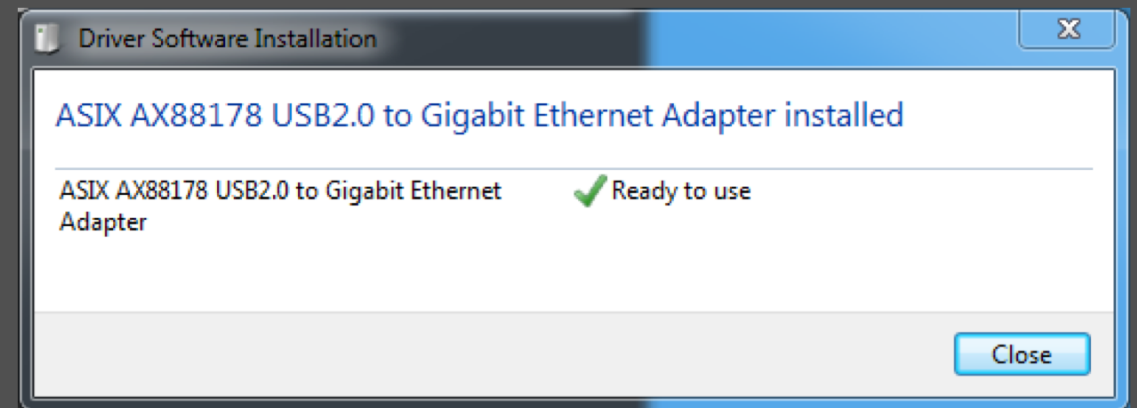 Driver Software Installation
ASIX AX88178 USB2.0 to Gigabit Ethernet Adapter installed
ASIX AX88178 USB2.0 to Gigabit Ethernet
Adapter
Ready to use
Close